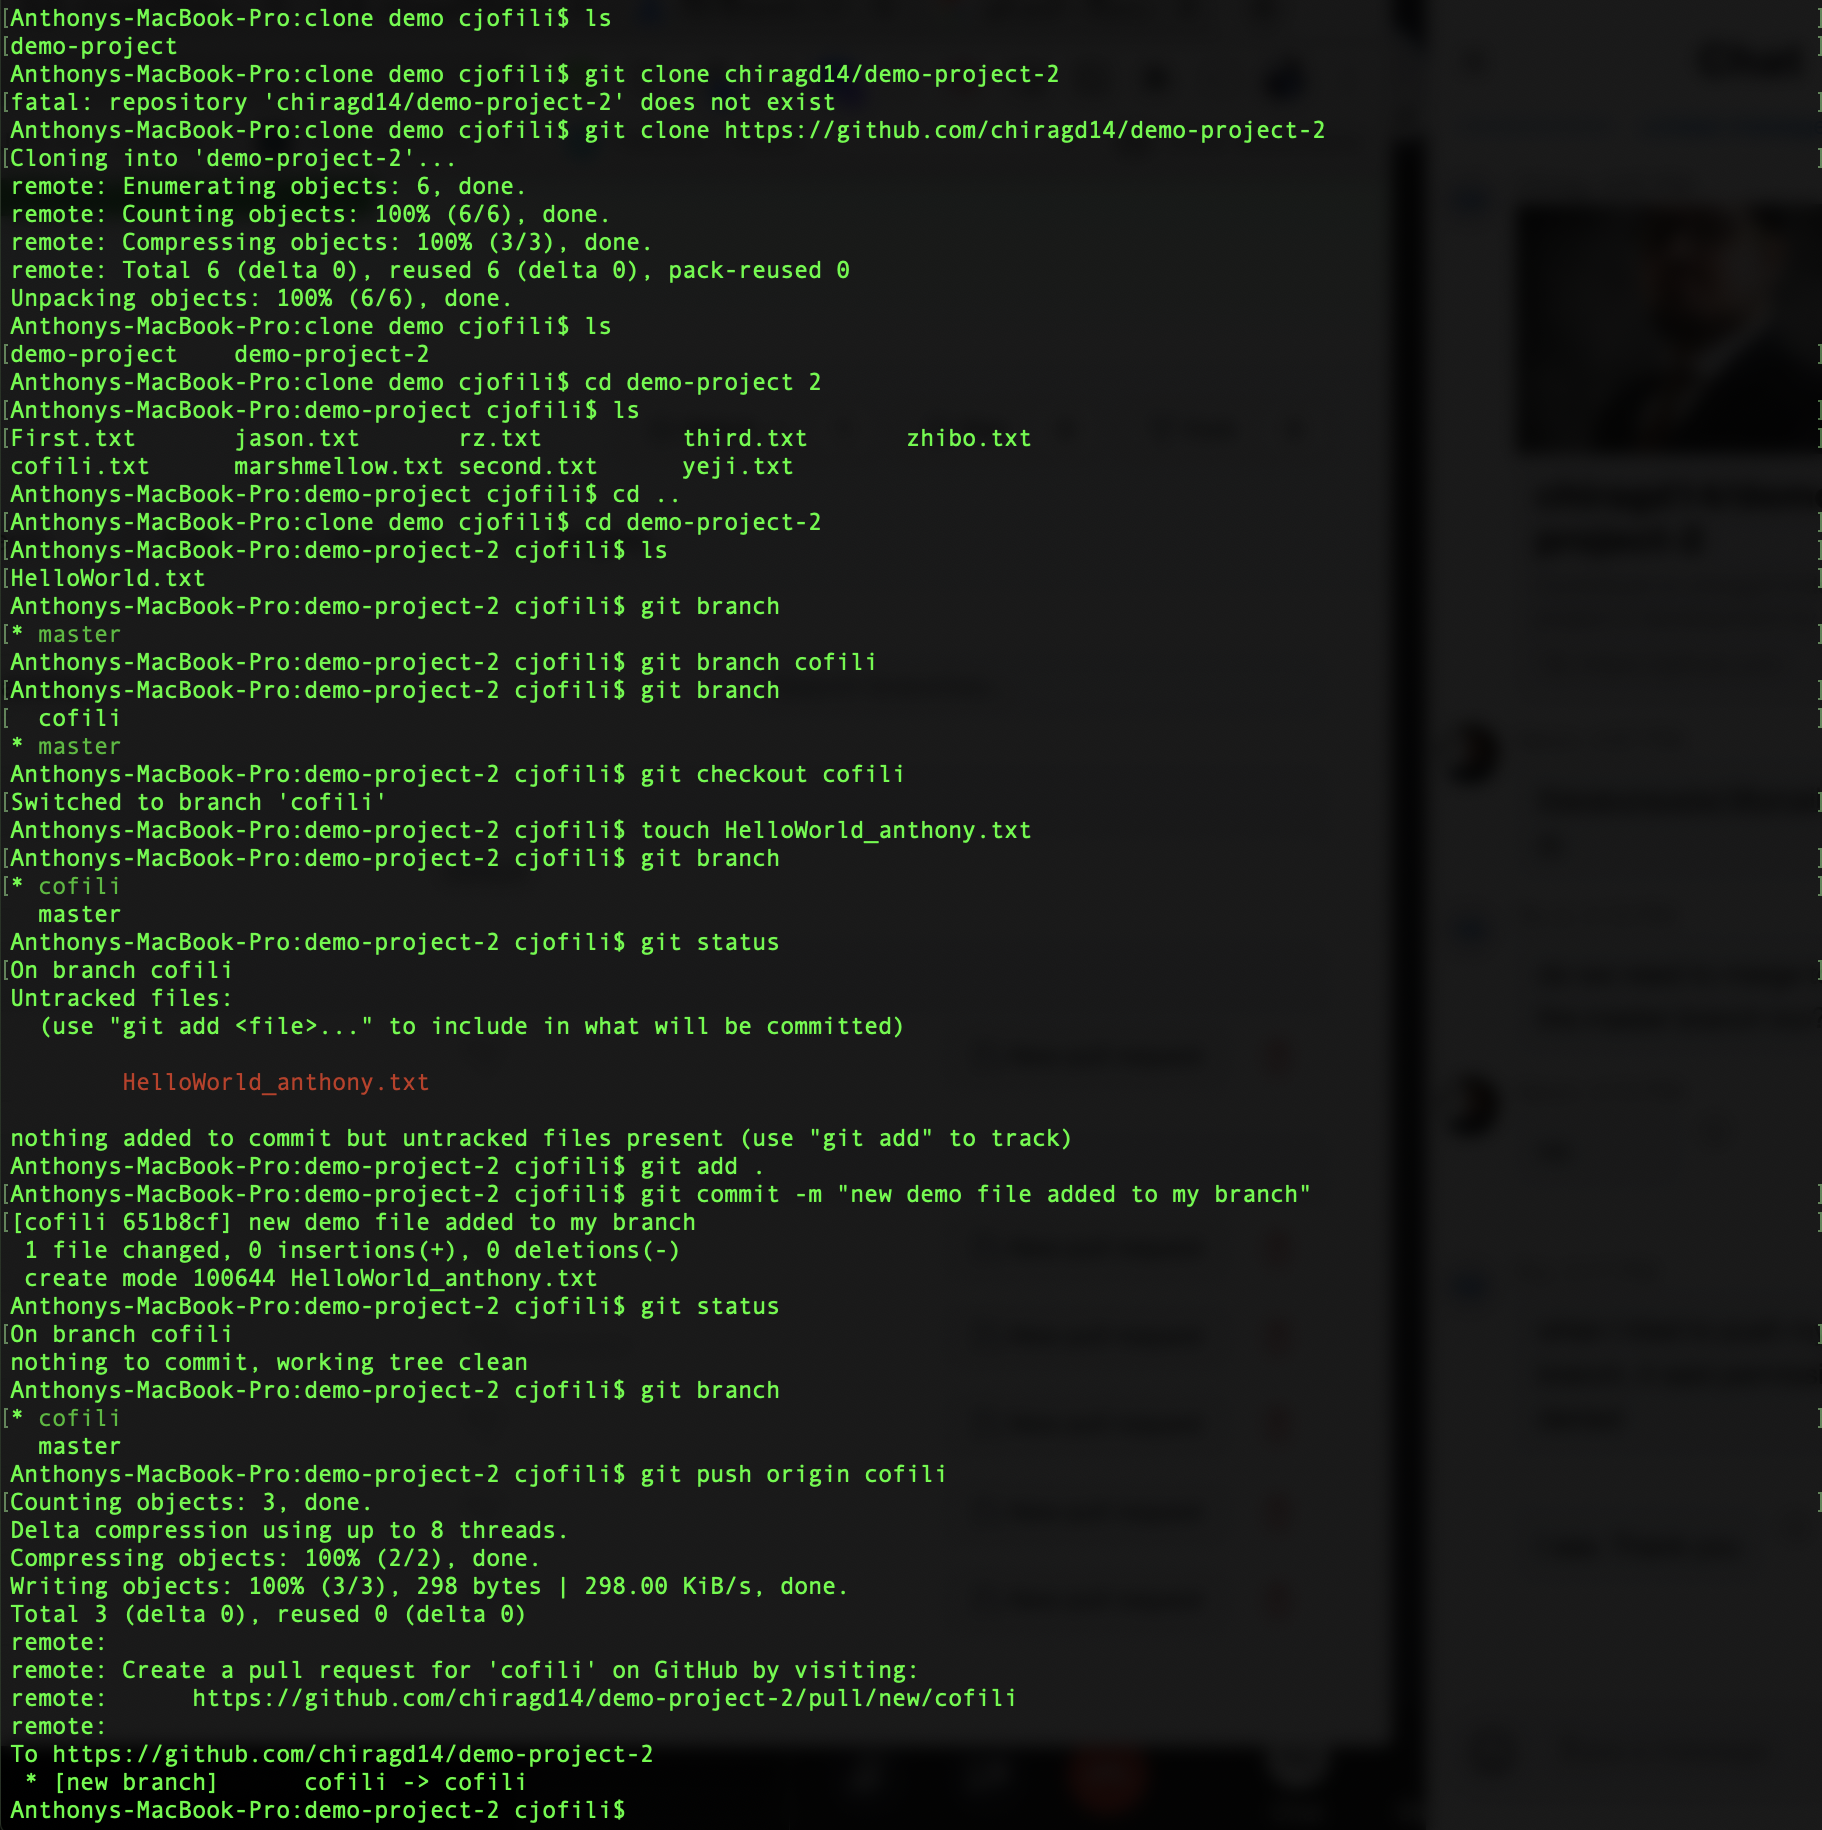 [Anthonys-MacBook-Pro:clone demo cjofili$ ls ]
[demo-project ]
Anthonys-MacBook-Pro:clone demo cjofili$ git clone chiragd14/demo-project-2
[fatal: repository 'chiragd14/demo-project-2' does not exist ]
Anthonys-MacBook-Pro:clone demo cjofili$ git clone https://github.com/chiragd14/demo-project-2
[Cloning into 'demo-project-2'... ]
remote: Enumerating objects: 6, done.
remote: Counting objects: 100% (6/6), done.
remote: Compressing objects: 100% (3/3), done.
remote: Total 6 (delta 0), reused 6 (delta 0), pack-reused 0
Unpacking objects: 100% (6/6), done.
Anthonys-MacBook-Pro:clone demo cjofili$ ls
[demo-project    demo-project-2 ]
Anthonys-MacBook-Pro:clone demo cjofili$ cd demo-project 2
[Anthonys-MacBook-Pro:demo-project cjofili$ ls ]
[First.txt       jason.txt       rz.txt          third.txt       zhibo.txt ]
cofili.txt      marshmellow.txt second.txt      yeji.txt
Anthonys-MacBook-Pro:demo-project cjofili$ cd ..
[Anthonys-MacBook-Pro:clone demo cjofili$ cd demo-project-2 ]
[Anthonys-MacBook-Pro:demo-project-2 cjofili$ ls ]
[HelloWorld.txt ]
Anthonys-MacBook-Pro:demo-project-2 cjofili$ git branch
[* master ]
Anthonys-MacBook-Pro:demo-project-2 cjofili$ git branch cofili
[Anthonys-MacBook-Pro:demo-project-2 cjofili$ git branch ]
[  cofili ]
* master
Anthonys-MacBook-Pro:demo-project-2 cjofili$ git checkout cofili
[Switched to branch 'cofili' ]
Anthonys-MacBook-Pro:demo-project-2 cjofili$ touch HelloWorld_anthony.txt
[Anthonys-MacBook-Pro:demo-project-2 cjofili$ git branch ]
[* cofili ]
  master
Anthonys-MacBook-Pro:demo-project-2 cjofili$ git status
[On branch cofili ]
Untracked files:
  (use "git add <file>..." to include in what will be committed)
        HelloWorld_anthony.txt
nothing added to commit but untracked files present (use "git add" to track)
Anthonys-MacBook-Pro:demo-project-2 cjofili$ git add .
[Anthonys-MacBook-Pro:demo-project-2 cjofili$ git commit -m "new demo file added to my branch" ]
[[cofili 651b8cf] new demo file added to my branch ]
 1 file changed, 0 insertions(+), 0 deletions(-)
 create mode 100644 HelloWorld_anthony.txt
Anthonys-MacBook-Pro:demo-project-2 cjofili$ git status
[On branch cofili ]
nothing to commit, working tree clean
Anthonys-MacBook-Pro:demo-project-2 cjofili$ git branch
[* cofili ]
  master
Anthonys-MacBook-Pro:demo-project-2 cjofili$ git push origin cofili
[Counting objects: 3, done. ]
Delta compression using up to 8 threads.
Compressing objects: 100% (2/2), done.
Writing objects: 100% (3/3), 298 bytes | 298.00 KiB/s, done.
Total 3 (delta 0), reused 0 (delta 0)
remote:
remote: Create a pull request for 'cofili' on GitHub by visiting:
remote:      https://github.com/chiragd14/demo-project-2/pull/new/cofili
remote:
To https://github.com/chiragd14/demo-project-2
 * [new branch]      cofili -> cofili
Anthonys-MacBook-Pro:demo-project-2 cjofili$